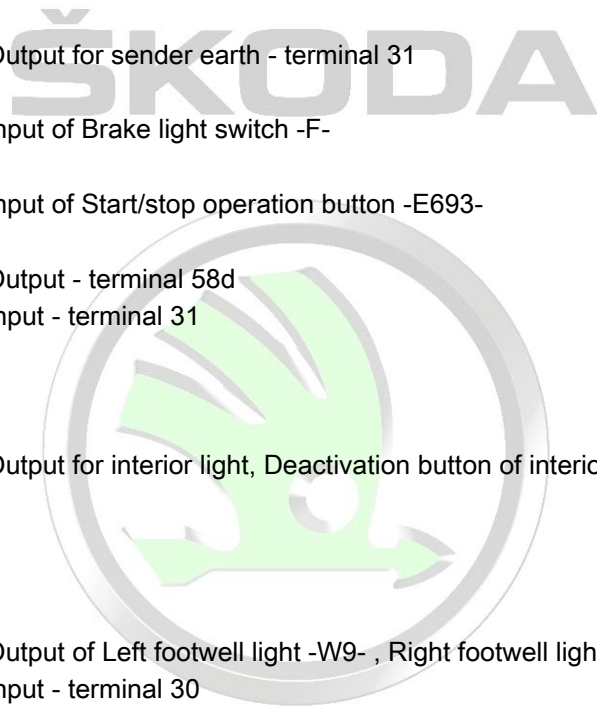 ŠKODA
Output for sender earth - terminal 31
Input of Brake light switch -F-
Input of Start/stop operation button -E693-
Output - terminal 58d
Input - terminal 31
Output for interior light, Deactivation button of
Output of Left footwell light -W9- , Right footwell
Input - terminal 30